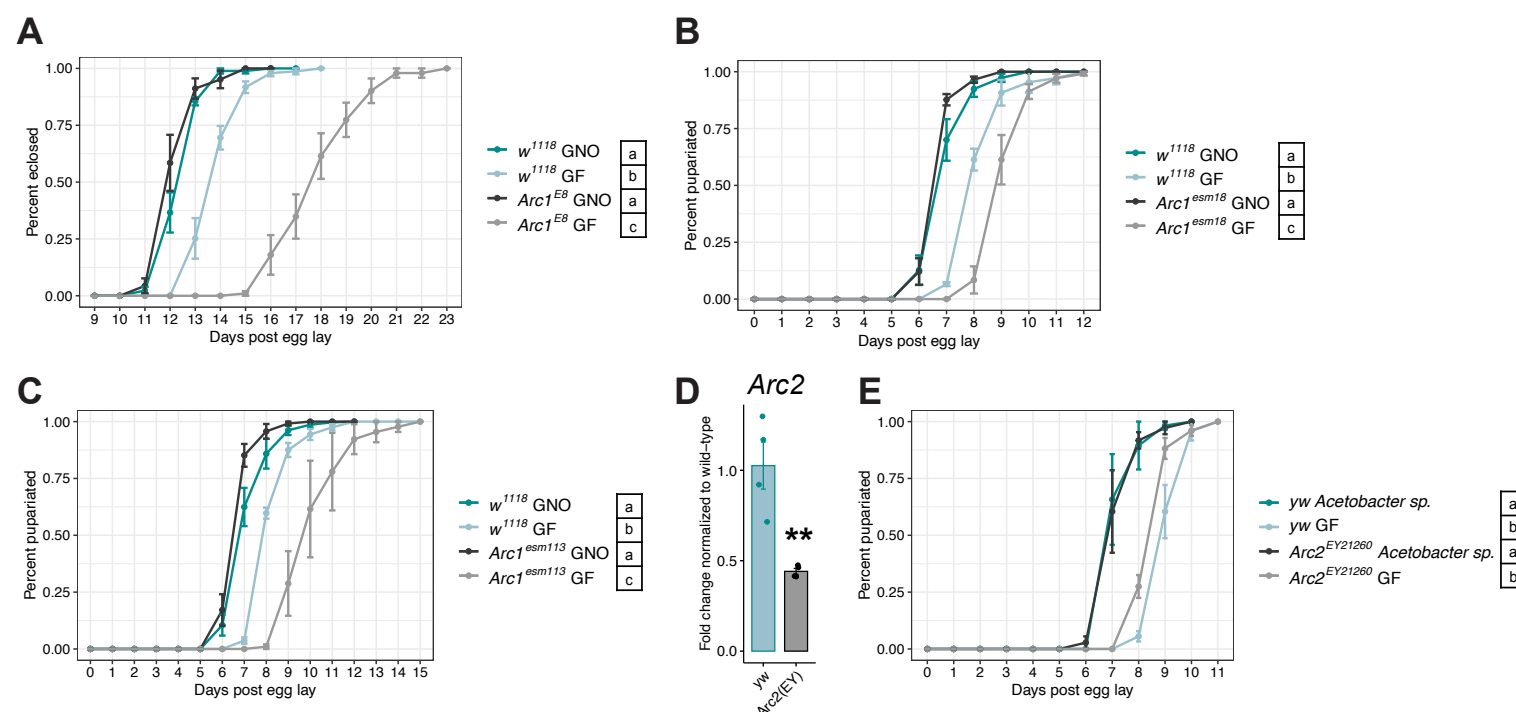 A
1.00
0.75
0.50
0.25
0.00
Percent eclosed
9 10 11 12 13 14 15 16 17 18 19 20 21 22 23
Days post egg lay
w1118 GNO a
w1118 GF b
Arc1E8 GNO a
Arc1E8 GF c
B
1.00
0.75
0.50
0.25
0.00
Percent pupariated
0 1 2 3 4 5 6 7 8 9 10 11 12
Days post egg lay
w1118 GNO a
w1118 GF b
Arc1esm18 GNO a
Arc1esm18 GF c
C
1.00
0.75
0.50
0.25
0.00
Percent pupariated
0 1 2 3 4 5 6 7 8 9 10 11 12 13 14 15
Days post egg lay
w1118 GNO a
w1118 GF b
Arc1esm113 GNO a
Arc1esm113 GF c
D
Arc2
Fold change normalized to wild-type
1.0
0.5
0.0
**
yw
Arc2(EY)
E
1.00
0.75
0.50
0.25
0.00
Percent pupariated
0 1 2 3 4 5 6 7 8 9 10 11
Days post egg lay
yw Acetobacter sp. a
yw GF b
Arc2EY21260 Acetobacter sp. a
Arc2EY21260 GF b